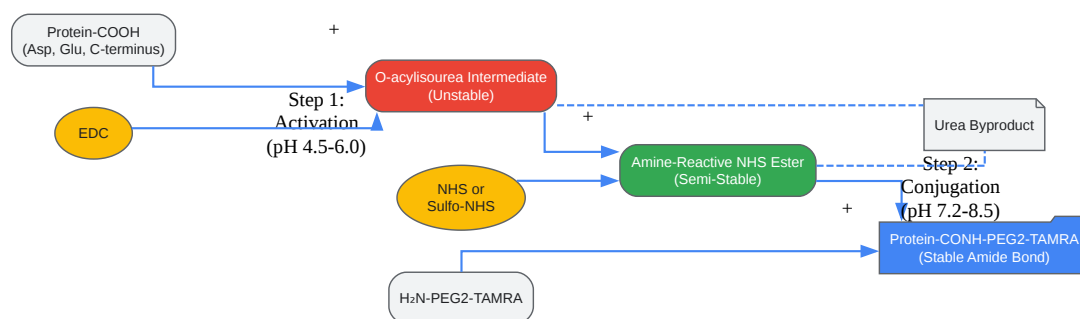 Protein-COOH
(Asp, Glu, C-terminus)
+
O-acylisourea Intermediate
(Unstable)
Step 1:
Activation
(pH 4.5-6.0)
EDC
+
Urea Byproduct
Amine-Reactive NHS Ester
(Semi-Stable)
Step 2:
Conjugation
(pH 7.2-8.5)
NHS or
Sulfo-NHS
+
Protein-CONH-PEG2-TAMRA
(Stable Amide Bond)
H₂N-PEG2-TAMRA